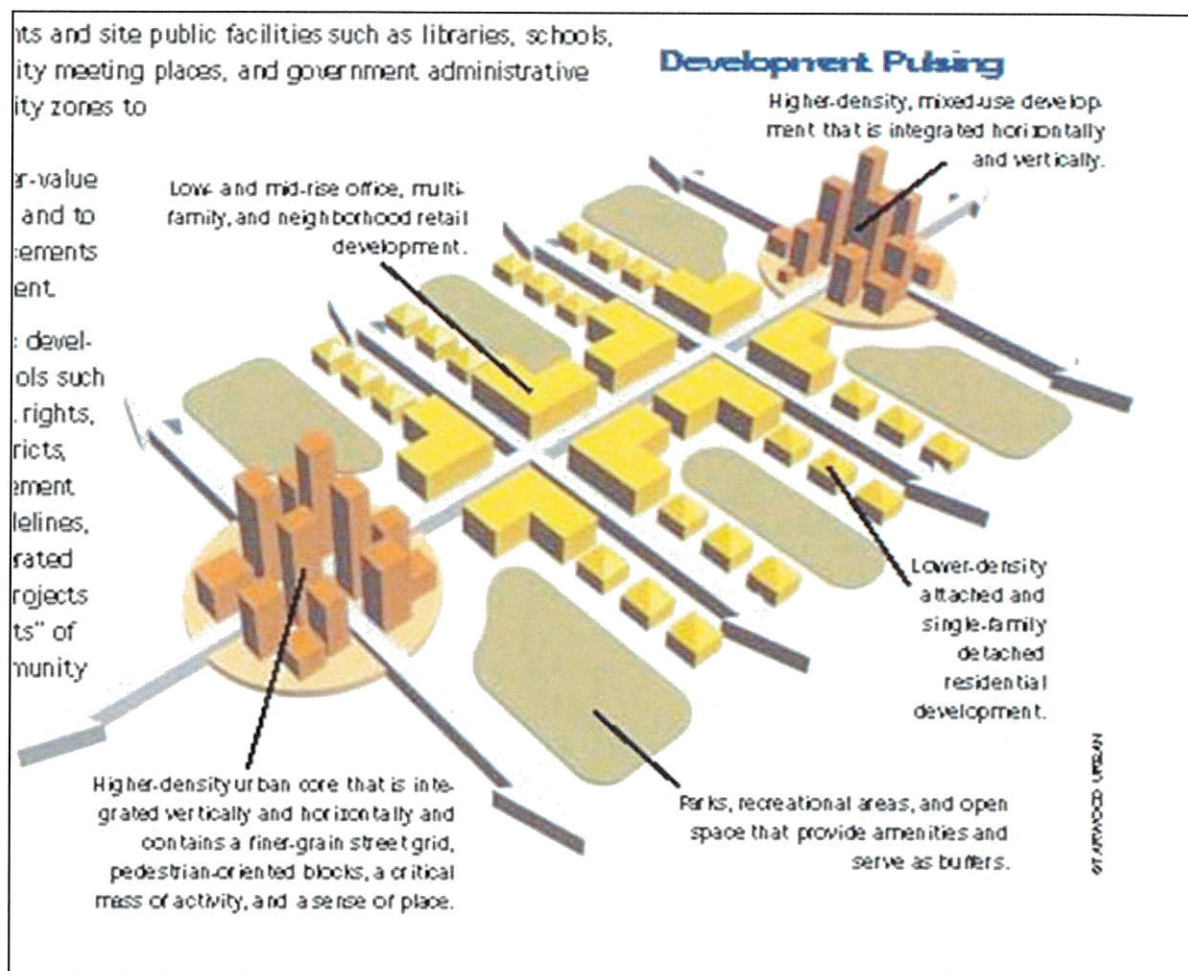 nts and site public facilities such as libraries, schools,
ity meeting places, and government administrative
ity zones to
er-value
and to
cements
ent.
c devel-
ols such
rights,
ricts,
ement
lelines,
rated
rojects
ts" of
munity
Development Pulsing
Higher-density, mixed-use develop-
ment that is integrated horizontally
and vertically.
Low- and mid-rise office, multi-
family, and neighborhood retail
development.
Lower-density
attached and
single-family
detached
residential
development.
Higher-density urban core that is inte-
grated vertically and horizontally and
contains a finer-grain street grid,
pedestrian-oriented blocks, a critical
mass of activity, and a sense of place.
Parks, recreational areas, and open
space that provide amenities and
serve as buffers.
URBAN